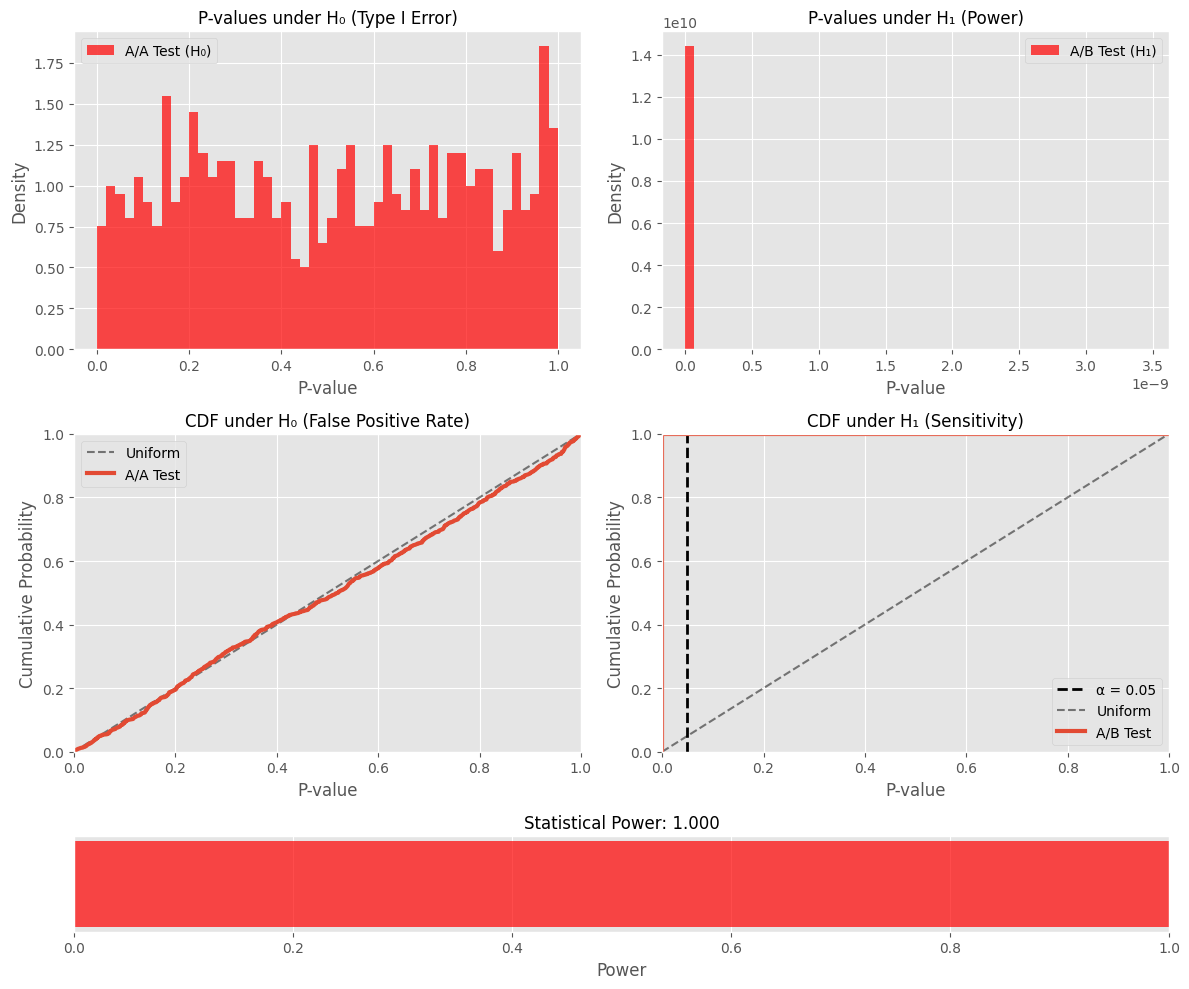 P-values under H₀ (Type I Error)
A/A Test (H₀)
1.75
1.50
1.25
1.00
0.75
0.50
0.25
0.00
Density
0.0 0.2 0.4 0.6 0.8 1.0
P-value
P-values under H₁ (Power)
1e10
A/B Test (H₁)
1.4
1.2
1.0
0.8
0.6
0.4
0.2
0.0
Density
0.0 0.5 1.0 1.5 2.0 2.5 3.0 3.5
1e−9
P-value
CDF under H₀ (False Positive Rate)
Uniform
A/A Test
1.0
0.8
0.6
0.4
0.2
0.0
Cumulative Probability
0.0 0.2 0.4 0.6 0.8 1.0
P-value
CDF under H₁ (Sensitivity)
1.0
0.8
0.6
0.4
0.2
0.0
Cumulative Probability
α = 0.05
Uniform
A/B Test
0.0 0.2 0.4 0.6 0.8 1.0
P-value
Statistical Power: 1.000
0.0 0.2 0.4 0.6 0.8 1.0
Power